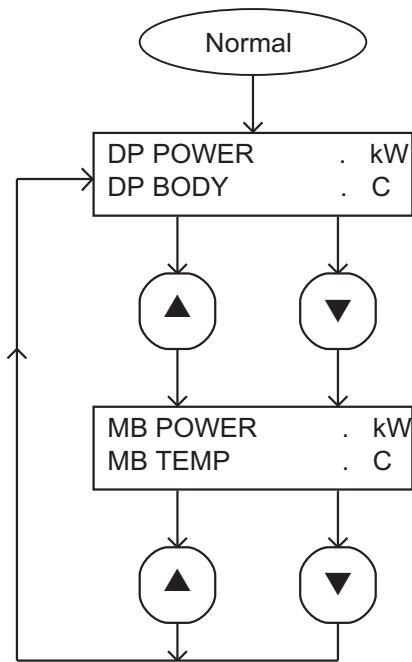 Normal
DP POWER . kW
DP BODY . C
▲ ▼
MB POWER . kW
MB TEMP . C
▲ ▼